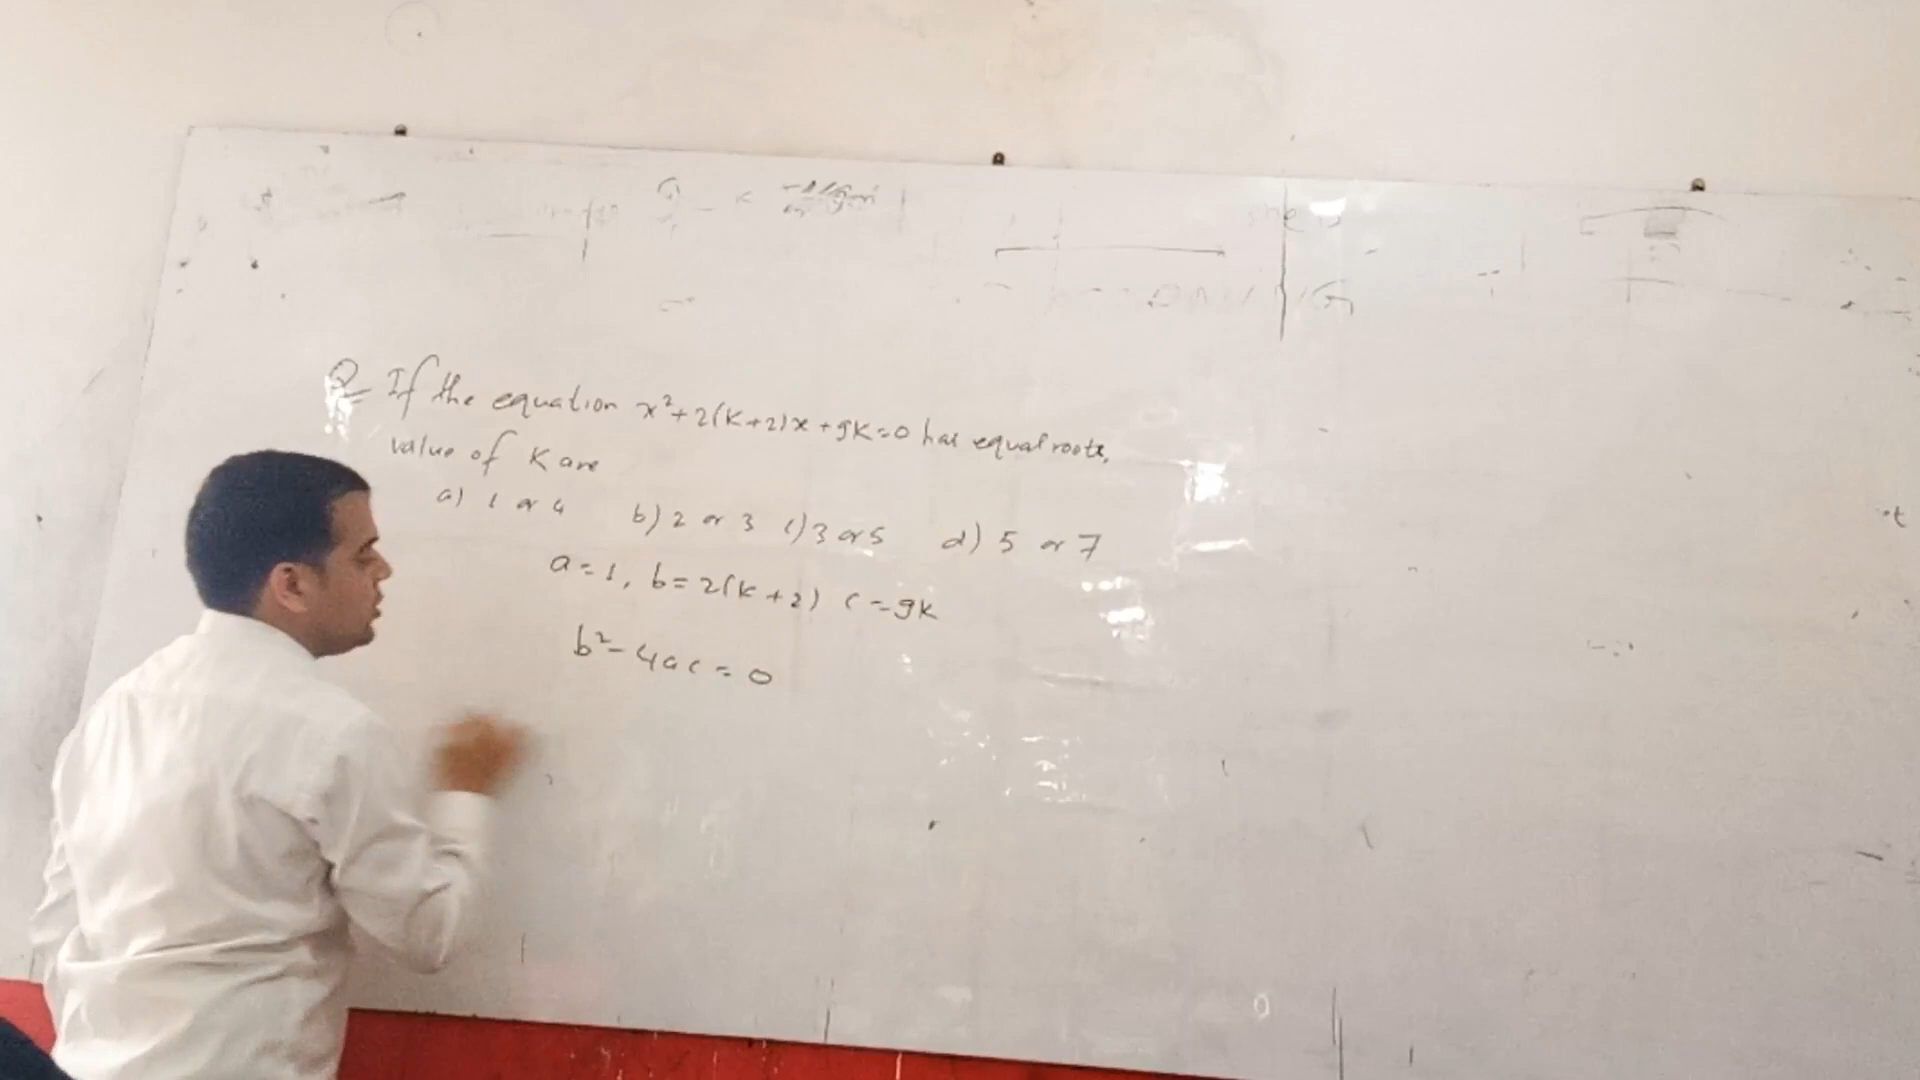 Q If the equation x²+2(K+2)x+9K=0 has equal roots,
value of K are
a) 1 or 4 b) 2 or 3 c) 3 or 5 d) 5 or 7
a=1, b=2(k+2) c=9k
b²-4ac=0